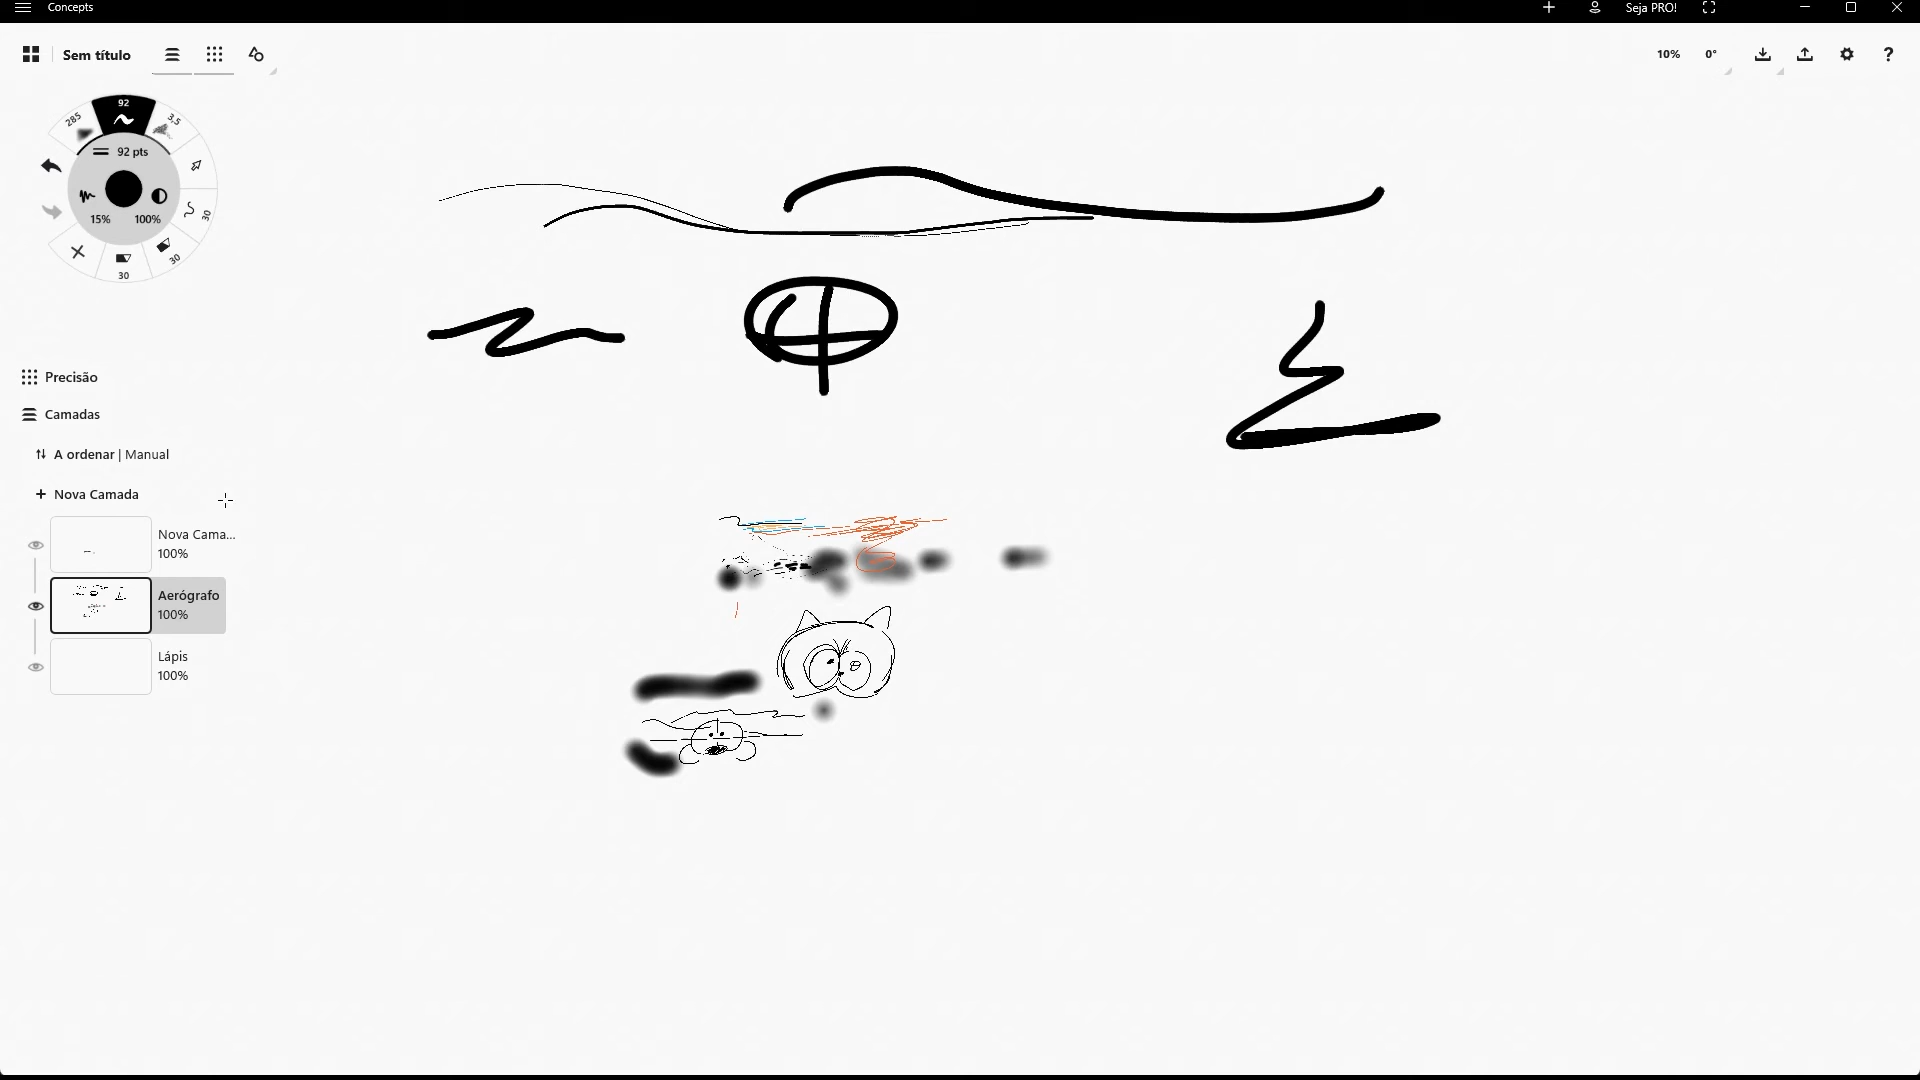 Concepts
Seja PRO!
Sem título
10%
0°
92
285
3,5
92 pts
15%
100%
30
30
30
Precisão
Camadas
A ordenar | Manual
Nova Camada
Nova Cama...
100%
Aerógrafo
100%
Lápis
100%